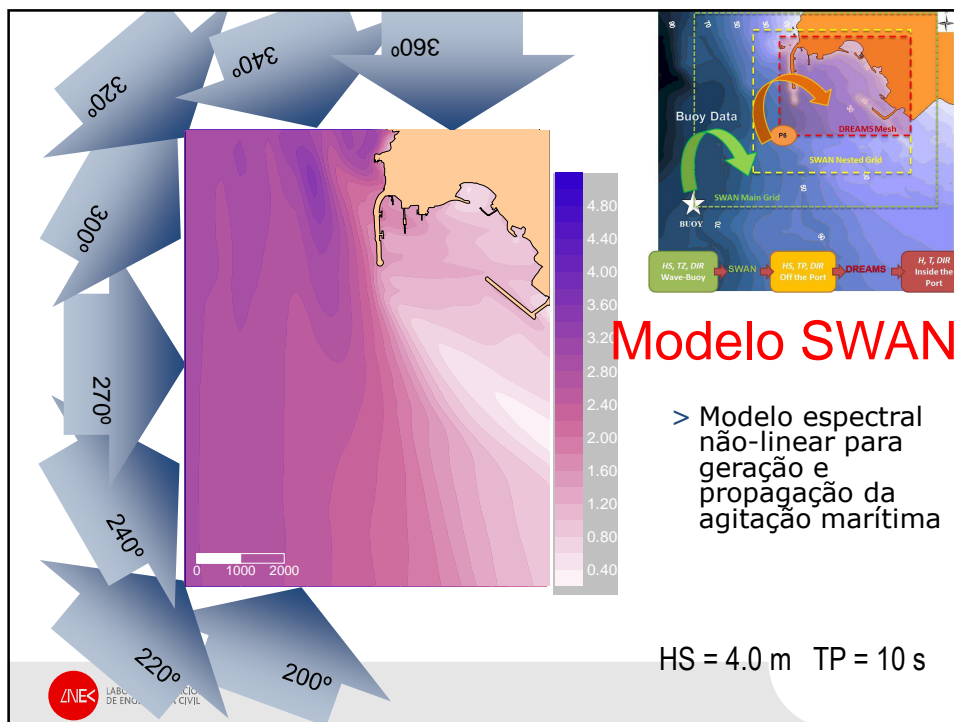 320º
340º
360º
300º
270º
240º
220º
200º
4.80
4.40
4.00
3.60
3.20
2.80
2.40
2.00
1.60
1.20
0.80
0.40
0 1000 2000
Buoy Data
P6
DREAMS Mesh
SWAN Nested Grid
SWAN Main Grid
BUOY
HS, TZ, DIR
Wave-Buoy
SWAN
HS, TP, DIR
Off the Port
DREAMS
H, T, DIR
Inside the
Port
Modelo SWAN
> Modelo espectral
não-linear para
geração e
propagação da
agitação marítima
HS = 4.0 m TP = 10 s
LNEC